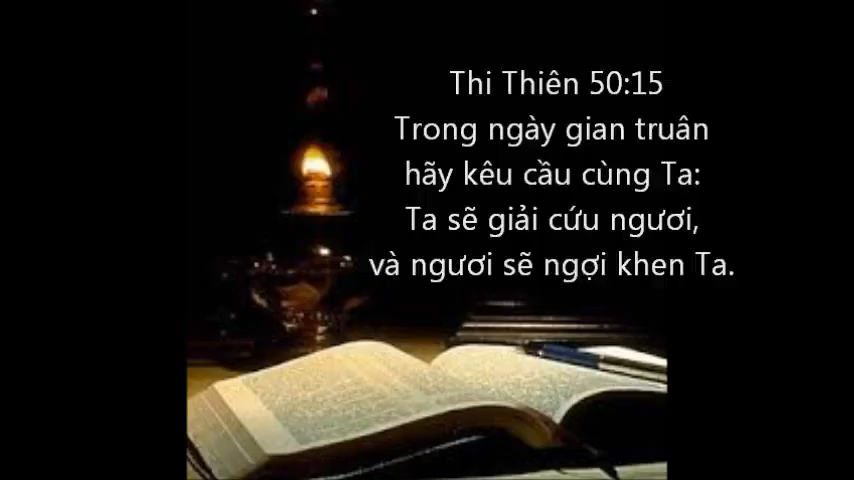 Thi Thiên 50:15
Trong ngày gian truân
hãy kêu cầu cùng Ta:
Ta sẽ giải cứu ngươi,
và ngươi sẽ ngợi khen Ta.